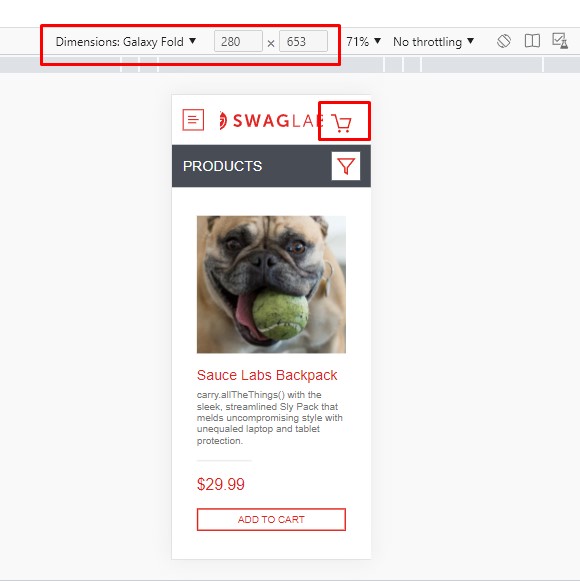 Dimensions: Galaxy Fold ▼ 280 × 653 71% ▼ No throttling ▼
SWAGLA
PRODUCTS
Sauce Labs Backpack
carry.allTheThings() with the
sleek, streamlined Sly Pack that
melds uncompromising style with
unequaled laptop and tablet
protection.
$29.99
ADD TO CART